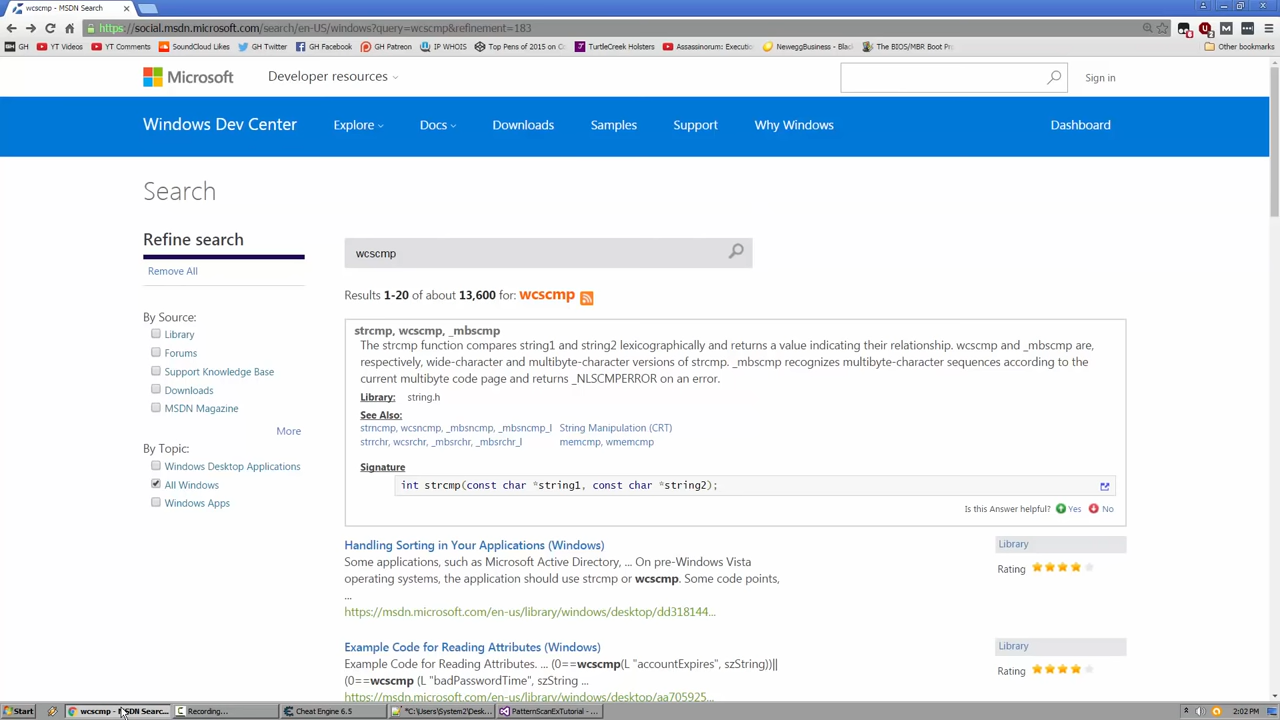 wcscmp - MSDN Search
https://social.msdn.microsoft.com/search/en-US/windows?query=wcscmp&refinement=183
GH YT Videos YT Comments SoundCloud Likes GH Twitter GH Facebook GH Patreon IP WHOIS Top Pens of 2015 on C TurtleCreek Holsters Assassinorum: Executi NeweggBusiness - Blac The BIOS/MBR Boot Pro Other bookmarks
Microsoft Developer resources Sign in
Windows Dev Center Explore Docs Downloads Samples Support Why Windows Dashboard
Search
Refine search
Remove All
By Source:
Library
Forums
Support Knowledge Base
Downloads
MSDN Magazine
More
By Topic:
Windows Desktop Applications
All Windows
Windows Apps
wcscmp
Results 1-20 of about 13,600 for: wcscmp
strcmp, wcscmp, _mbscmp
The strcmp function compares string1 and string2 lexicographically and returns a value indicating their relationship. wcscmp and _mbscmp are,
respectively, wide-character and multibyte-character versions of strcmp. _mbscmp recognizes multibyte-character sequences according to the
current multibyte code page and returns _NLSCMPERROR on an error.
Library: string.h
See Also:
strncmp, wcsncmp, _mbsncmp, _mbsncmp_l String Manipulation (CRT)
strrchr, wcsrchr, _mbsrchr, _mbsrchr_l memcmp, wmemcmp
Signature
int strcmp(const char *string1, const char *string2);
Is this Answer helpful? Yes No
Handling Sorting in Your Applications (Windows)
Some applications, such as Microsoft Active Directory, ... On pre-Windows Vista
operating systems, the application should use strcmp or wcscmp. Some code points,
...
https://msdn.microsoft.com/en-us/library/windows/desktop/dd318144...
Library
Rating
Example Code for Reading Attributes (Windows)
Example Code for Reading Attributes. ... (0==wcscmp(L "accountExpires", szString))||
(0==wcscmp (L "badPasswordTime", szString ...
https://msdn.microsoft.com/en-us/library/windows/desktop/aa705925...
Library
Rating
Start wcscmp - MSDN Searc... Recording... Cheat Engine 6.5 *C:\Users\System2\Desk... PatternScanExTutorial - ... 2:02 PM